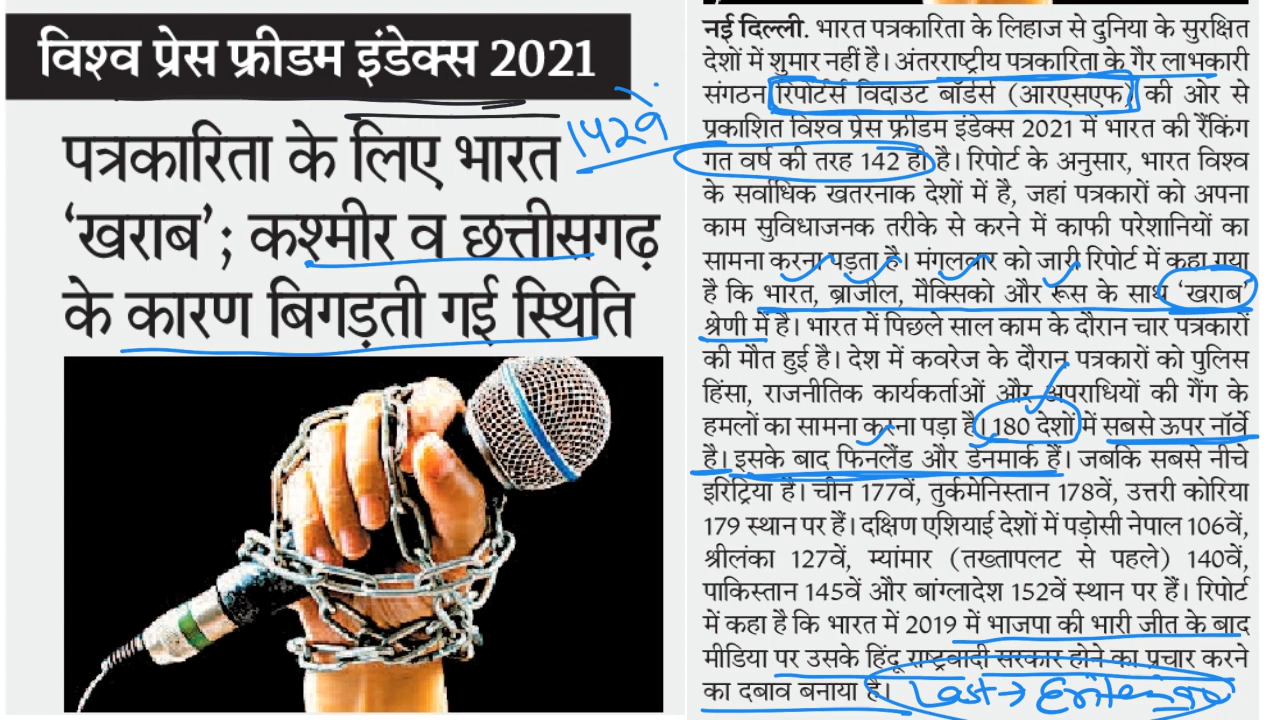 विश्व प्रेस फ्रीडम इंडेक्स 2021
पत्रकारिता के लिए भारत
‘खराब’; कश्मीर व छत्तीसगढ़
के कारण बिगड़ती गई स्थिति
142वे
नई दिल्ली. भारत पत्रकारिता के लिहाज से दुनिया के सुरक्षित
देशों में शुमार नहीं है। अंतरराष्ट्रीय पत्रकारिता के गैर लाभकारी
संगठन रिपोर्टर्स विदाउट बॉर्डर्स (आरएसएफ) की ओर से
प्रकाशित विश्व प्रेस फ्रीडम इंडेक्स 2021 में भारत की रैंकिंग
गत वर्ष की तरह 142 ही है। रिपोर्ट के अनुसार, भारत विश्व
के सर्वाधिक खतरनाक देशों में है, जहां पत्रकारों को अपना
काम सुविधाजनक तरीके से करने में काफी परेशानियों का
सामना करना पड़ता है। मंगलवार को जारी रिपोर्ट में कहा गया
है कि भारत, ब्राजील, मैक्सिको और रूस के साथ ‘खराब’
श्रेणी में है। भारत में पिछले साल काम के दौरान चार पत्रकारों
की मौत हुई है। देश में कवरेज के दौरान पत्रकारों को पुलिस
हिंसा, राजनीतिक कार्यकर्ताओं और अपराधियों की गैंग के
हमलों का सामना करना पड़ा है। 180 देशों में सबसे ऊपर नॉर्वे
है। इसके बाद फिनलैंड और डेनमार्क हैं। जबकि सबसे नीचे
इरिट्रिया है। चीन 177वें, तुर्कमेनिस्तान 178वें, उत्तरी कोरिया
179 स्थान पर हैं। दक्षिण एशियाई देशों में पड़ोसी नेपाल 106वें,
श्रीलंका 127वें, म्यांमार (तख्तापलट से पहले) 140वें,
पाकिस्तान 145वें और बांग्लादेश 152वें स्थान पर हैं। रिपोर्ट
में कहा है कि भारत में 2019 में भाजपा की भारी जीत के बाद
मीडिया पर उसके हिंदू राष्ट्रवादी सरकार होने का प्रचार करने
का दबाव बनाया है।
Last →